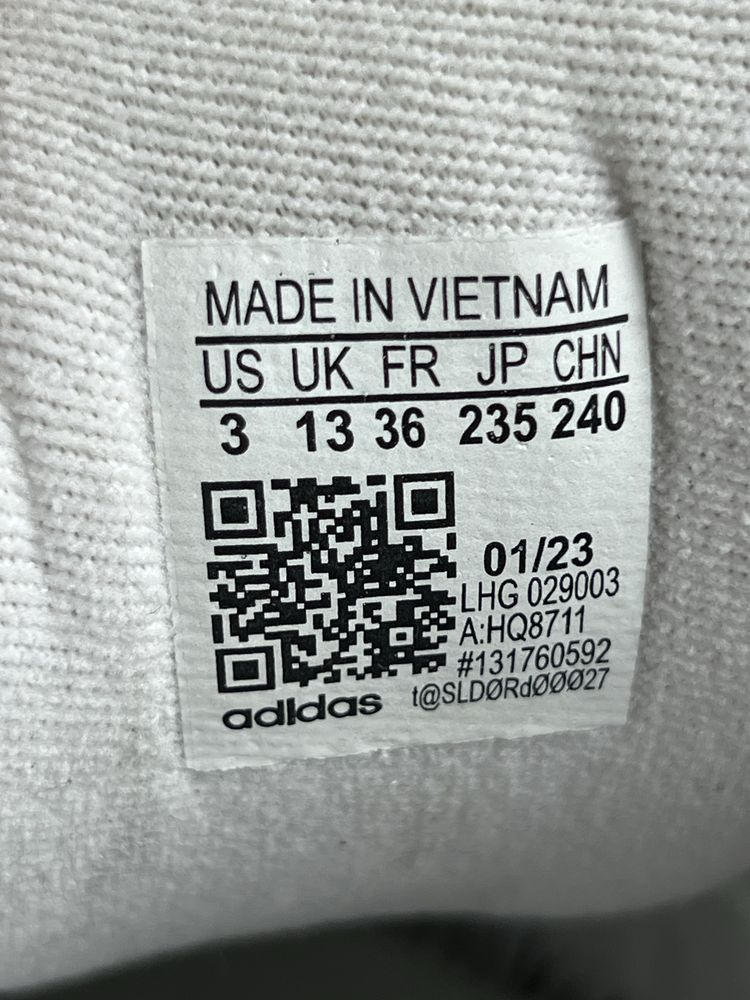 MADE IN VIETNAM
US UK FR JP CHN
3 13 36 235 240
01/23
LHG 029003
A:HQ8711
#131760592
adidas t@SLDØRdØØØ27